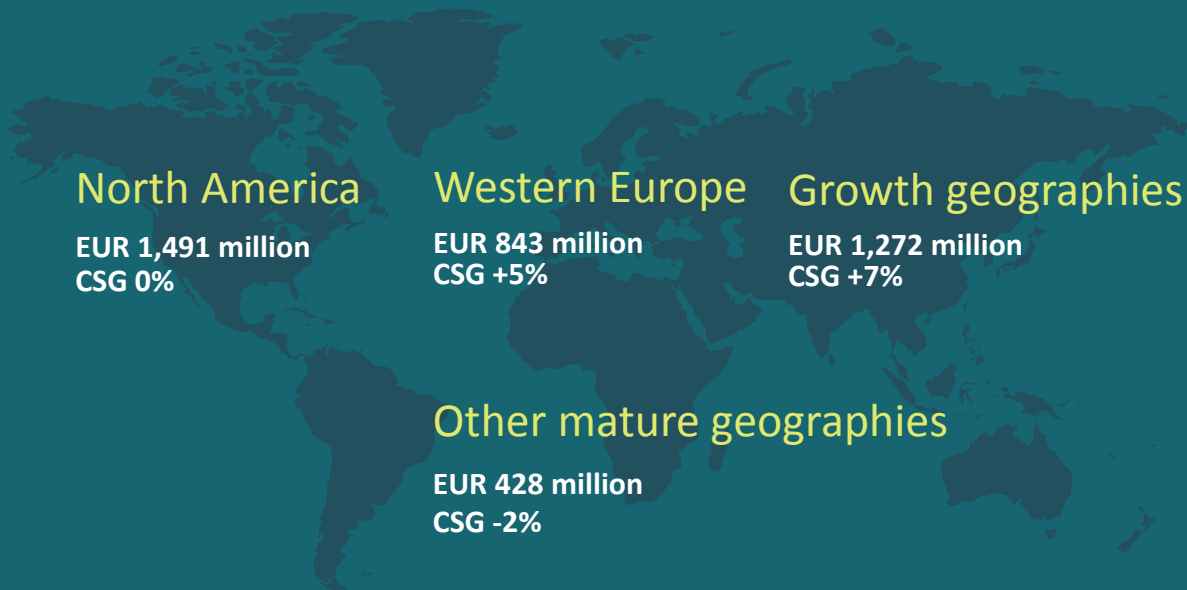 North America
EUR 1,491 million
CSG 0%
Western Europe
EUR 843 million
CSG +5%
Growth geographies
EUR 1,272 million
CSG +7%
Other mature geographies
EUR 428 million
CSG -2%